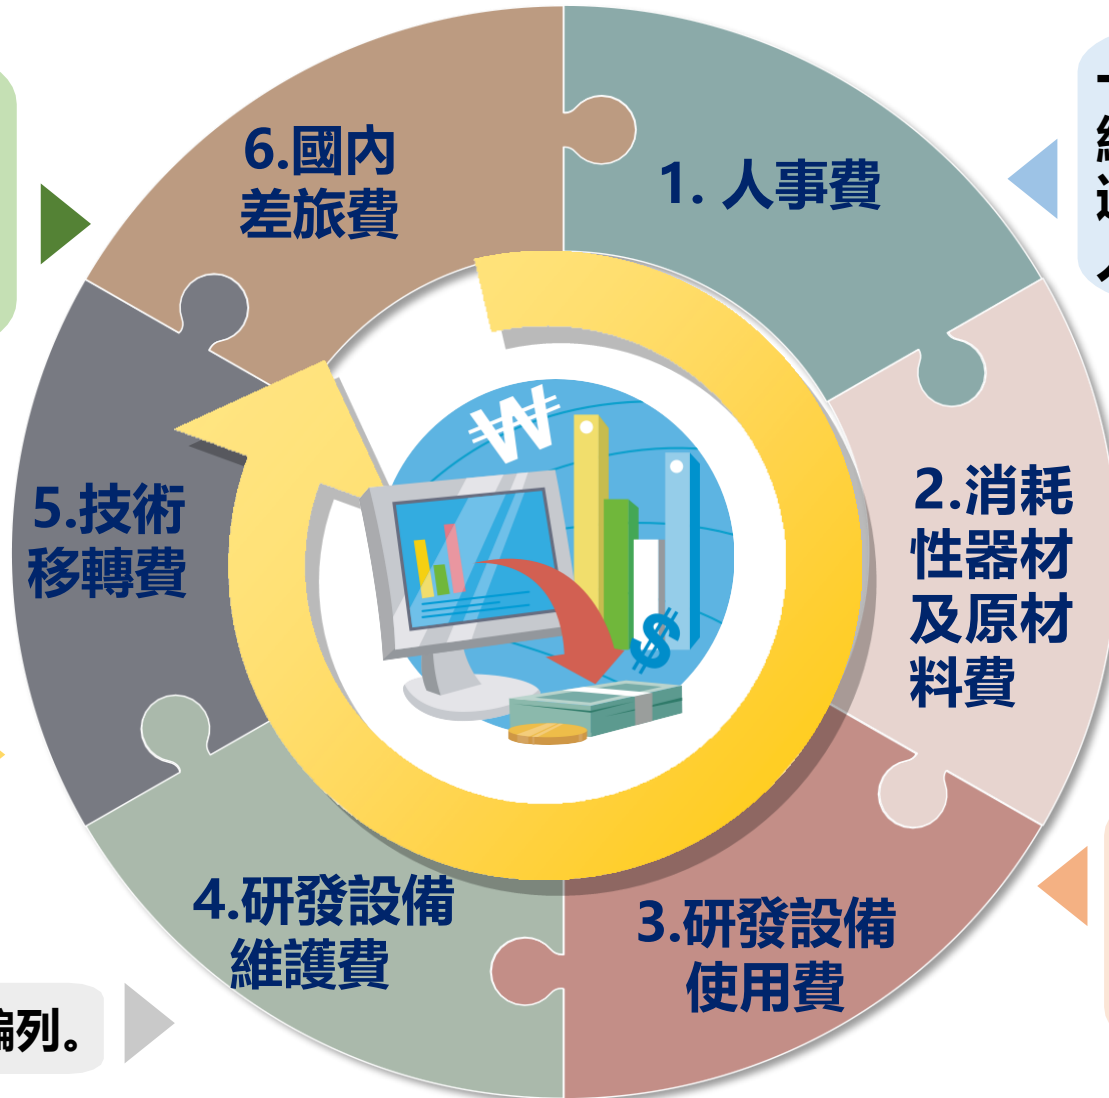 1. 人事費
2.消耗
性器材
及原材
料費
3.研發設備
使用費
4.研發設備
維護費
5.技術
移轉費
6.國內
差旅費
列。
₩
$